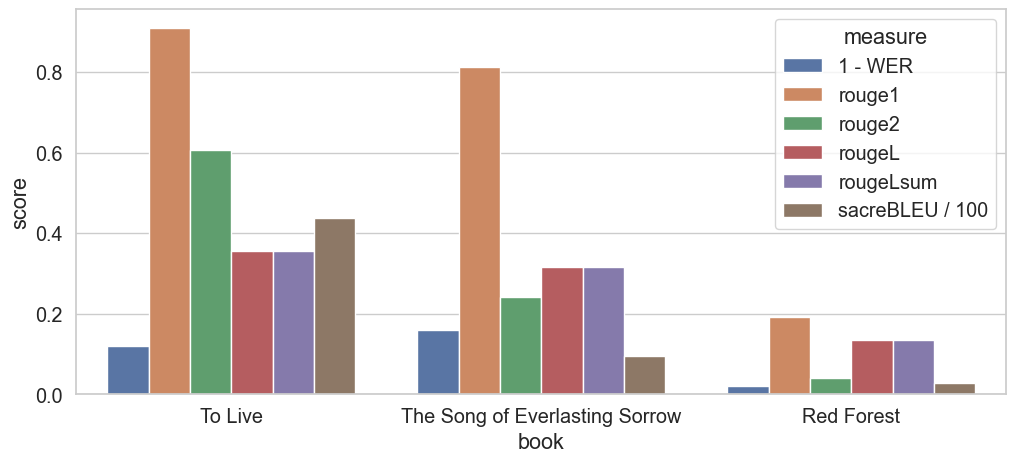 measure
1 - WER
rouge1
rouge2
rougeL
rougeLsum
sacreBLEU / 100
score
0.8
0.6
0.4
0.2
0.0
To Live
The Song of Everlasting Sorrow
Red Forest
book